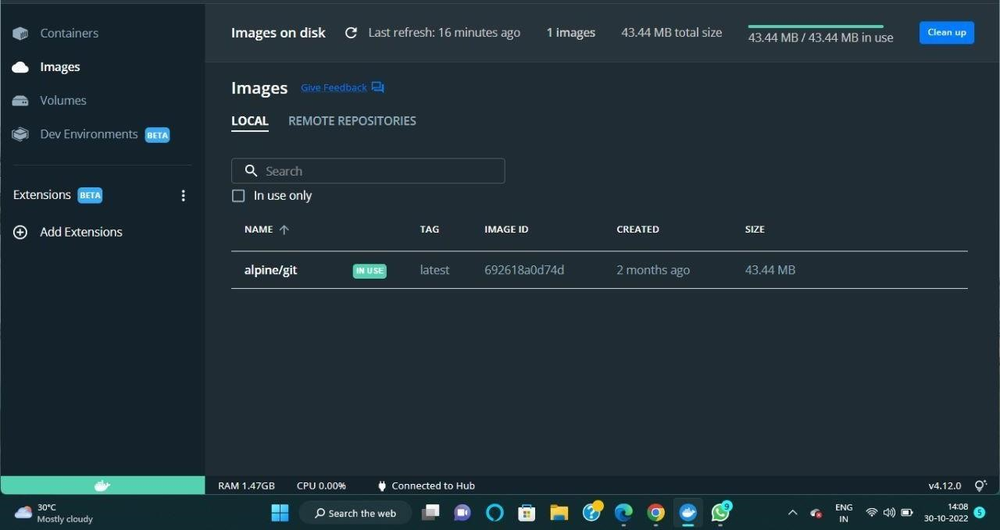 Containers
Images
Volumes
Dev Environments BETA
Extensions BETA
Add Extensions
Images on disk Last refresh: 16 minutes ago 1 images 43.44 MB total size 43.44 MB / 43.44 MB in use Clean up
Images Give Feedback
LOCAL REMOTE REPOSITORIES
Search
In use only
NAME TAG IMAGE ID CREATED SIZE
alpine/git IN USE latest 692618a0d74d 2 months ago 43.44 MB
RAM 1.47GB CPU 0.00% Connected to Hub v4.12.0
30°C
Mostly cloudy
Search the web
9
ENG
IN
14:08
30-10-2022
5